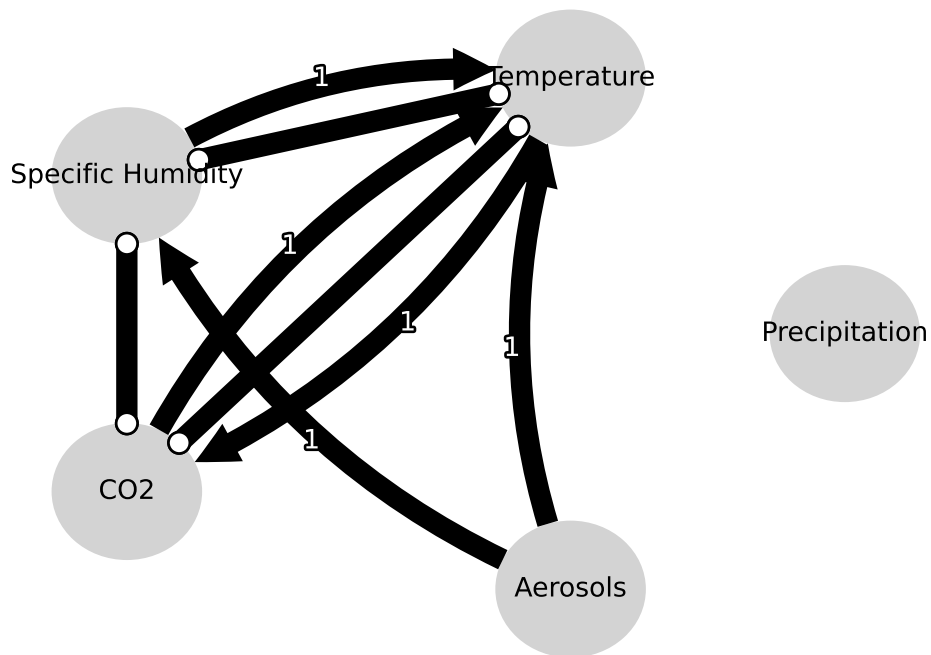 Temperature
1
Specific Humidity
1
1
Precipitation
1
1
CO2
Aerosols